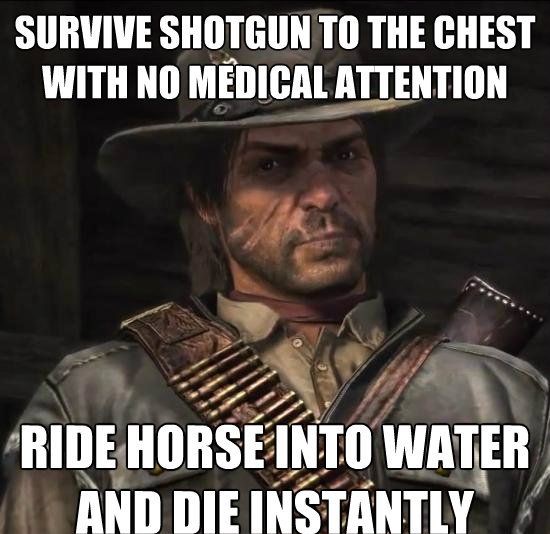 SURVIVE SHOTGUN TO THE CHEST
WITH NO MEDICAL ATTENTION
RIDE HORSE INTO WATER
AND DIE INSTANTLY